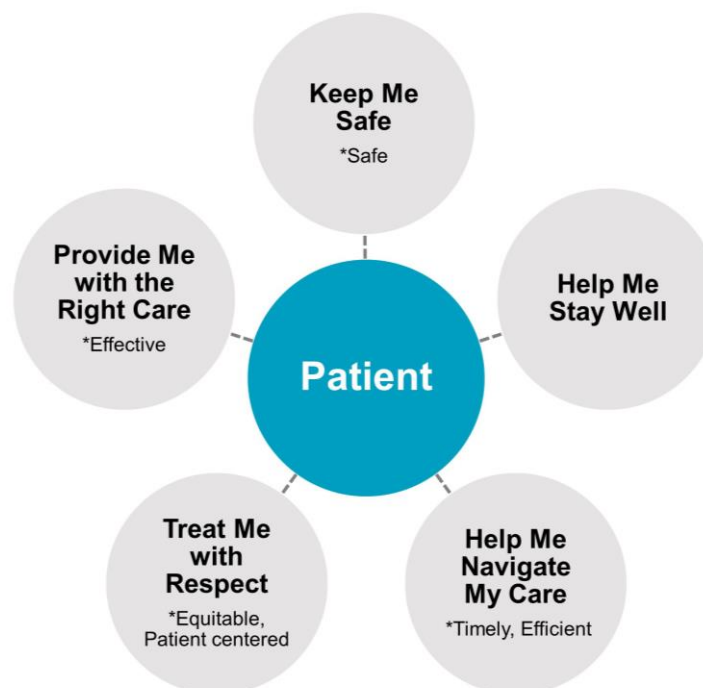 Keep Me
Safe
*Safe
Provide Me
with the
Right Care
*Effective
Help Me
Stay Well
Patient
Treat Me
with
Respect
*Equitable,
Patient centered
Help Me
Navigate
My Care
*Timely, Efficient